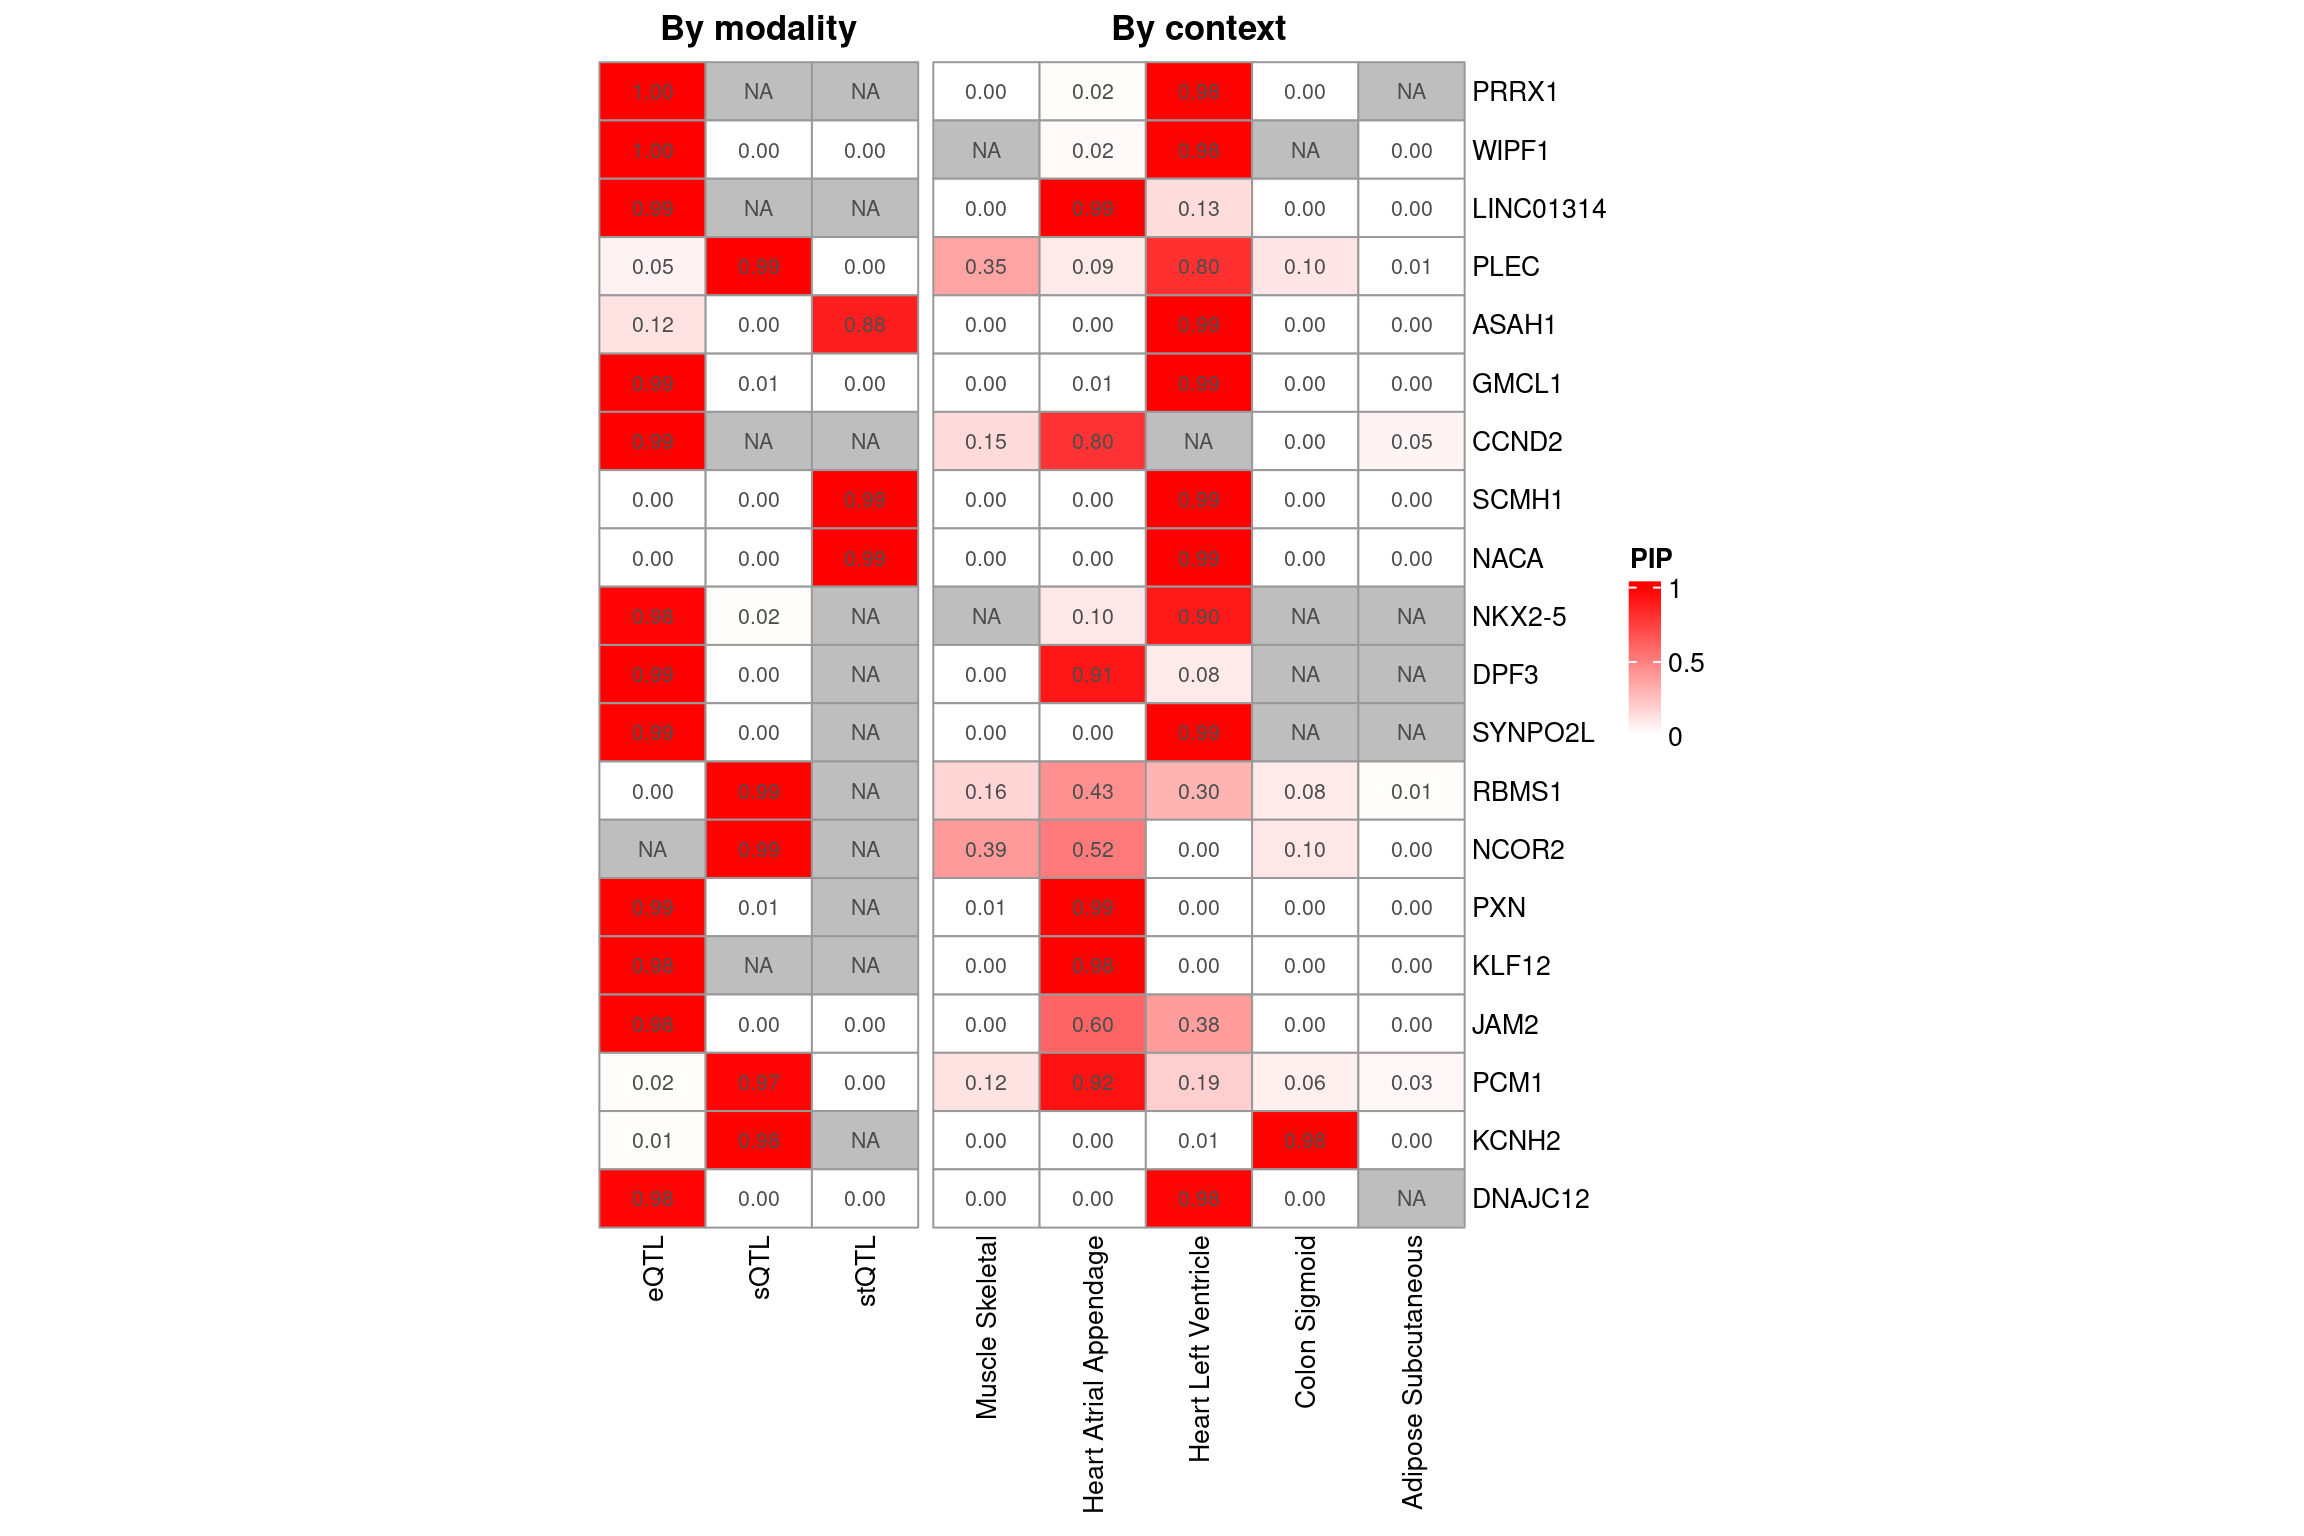 By modality By context
1.00 NA NA 0.00 0.02 0.98 0.00 NA PRRX1
1.00 0.00 0.00 NA 0.02 0.98 NA 0.00 WIPF1
0.99 NA NA 0.00 0.99 0.13 0.00 0.00 LINC01314
0.05 0.99 0.00 0.35 0.09 0.80 0.10 0.01 PLEC
0.12 0.00 0.88 0.00 0.00 0.99 0.00 0.00 ASAH1
0.99 0.01 0.00 0.00 0.01 0.99 0.00 0.00 GMCL1
0.99 NA NA 0.15 0.80 NA 0.00 0.05 CCND2
0.00 0.00 0.99 0.00 0.00 0.99 0.00 0.00 SCMH1
0.00 0.00 0.99 0.00 0.00 0.99 0.00 0.00 NACA
0.98 0.02 NA NA 0.10 0.90 NA NA NKX2-5
0.99 0.00 NA 0.00 0.91 0.08 NA NA DPF3
0.99 0.00 NA 0.00 0.00 0.99 NA NA SYNPO2L
0.00 0.99 NA 0.16 0.43 0.30 0.08 0.01 RBMS1
NA 0.99 NA 0.39 0.52 0.00 0.10 0.00 NCOR2
0.99 0.01 NA 0.01 0.99 0.00 0.00 0.00 PXN
0.98 NA NA 0.00 0.98 0.00 0.00 0.00 KLF12
0.98 0.00 0.00 0.00 0.60 0.38 0.00 0.00 JAM2
0.02 0.97 0.00 0.12 0.92 0.19 0.06 0.03 PCM1
0.01 0.98 NA 0.00 0.00 0.01 0.98 0.00 KCNH2
0.98 0.00 0.00 0.00 0.00 0.98 0.00 NA DNAJC12
eQTL
sQTL
stQTL
Muscle Skeletal
Heart Atrial Appendage
Heart Left Ventricle
Colon Sigmoid
Adipose Subcutaneous
PIP
1
0.5
0